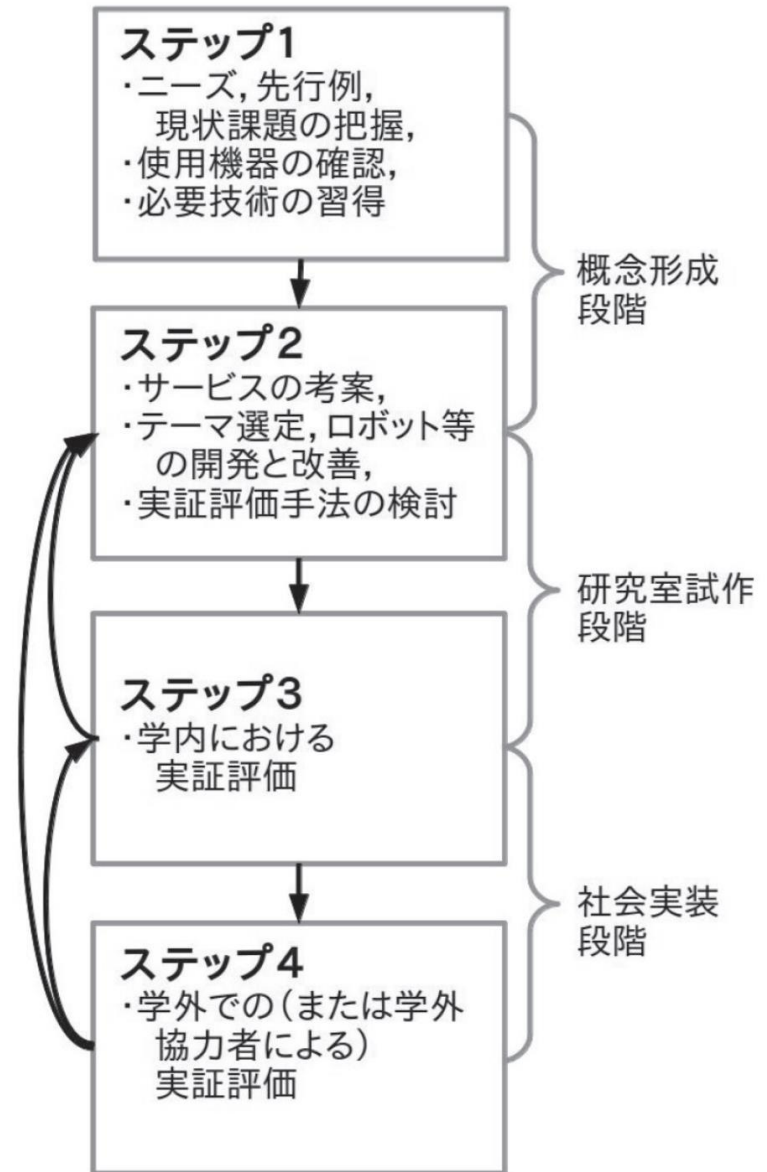 ステップ1
・ニーズ,先行例,
現状課題の把握,
・使用機器の確認,
・必要技術の習得
概念形成
段階
ステップ2
・サービスの考案,
・テーマ選定,ロボット等
の開発と改善,
・実証評価手法の検討
研究室試作
段階
ステップ3
・学内における
実証評価
社会実装
段階
ステップ4
・学外での(または学外
協力者による)
実証評価